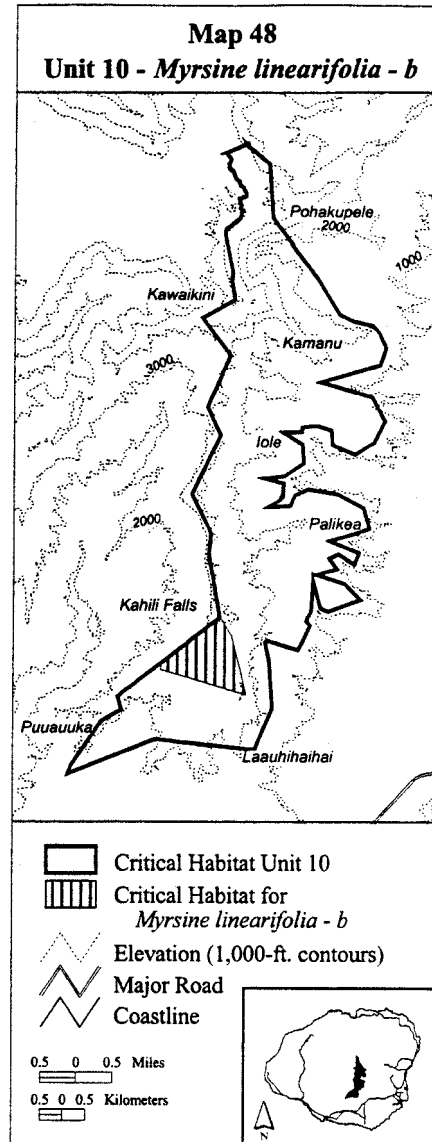 Map 48
Unit 10 - Myrsine linearifolia - b
Pohakupele
2000
1000
Kawaikini
Kamanu
3000
Iole
2000
Palikea
Kahili Falls
Puuauuka
Laauhihaihai
Critical Habitat Unit 10
Critical Habitat for
Myrsine linearifolia - b
Elevation (1,000-ft. contours)
Major Road
Coastline
0.5 0 0.5 Miles
0.5 0 0.5 Kilometers
N